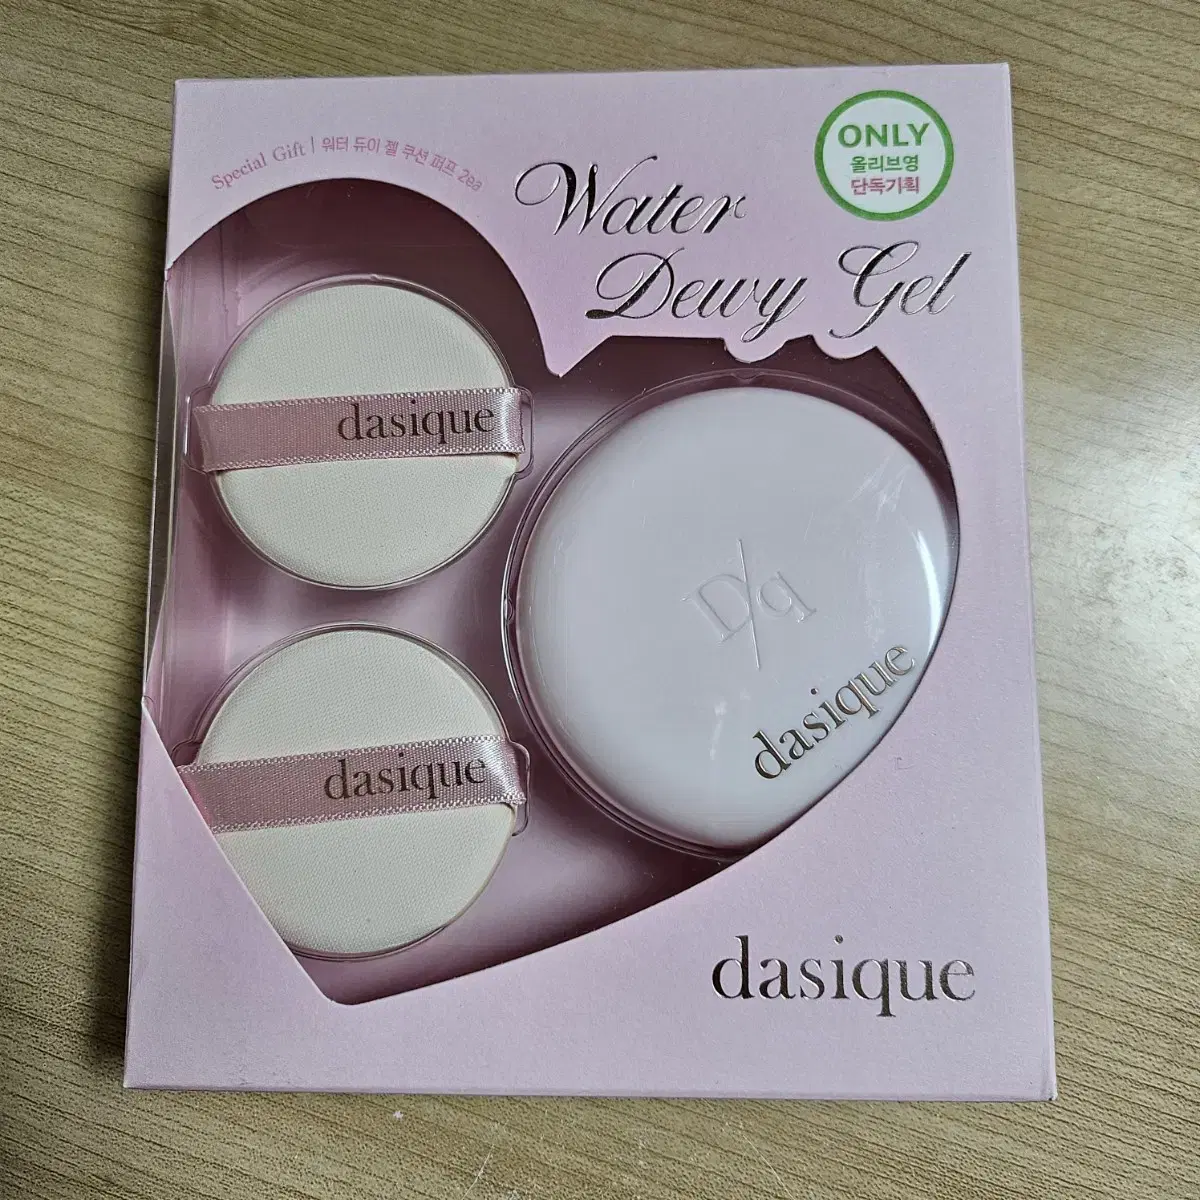 Special Gift | 워터 듀이 젤 쿠션 퍼프 2ea
ONLY
올리브영
단독기획
Water
Dewy Gel
dasique
D/q
dasique
dasique
dasique